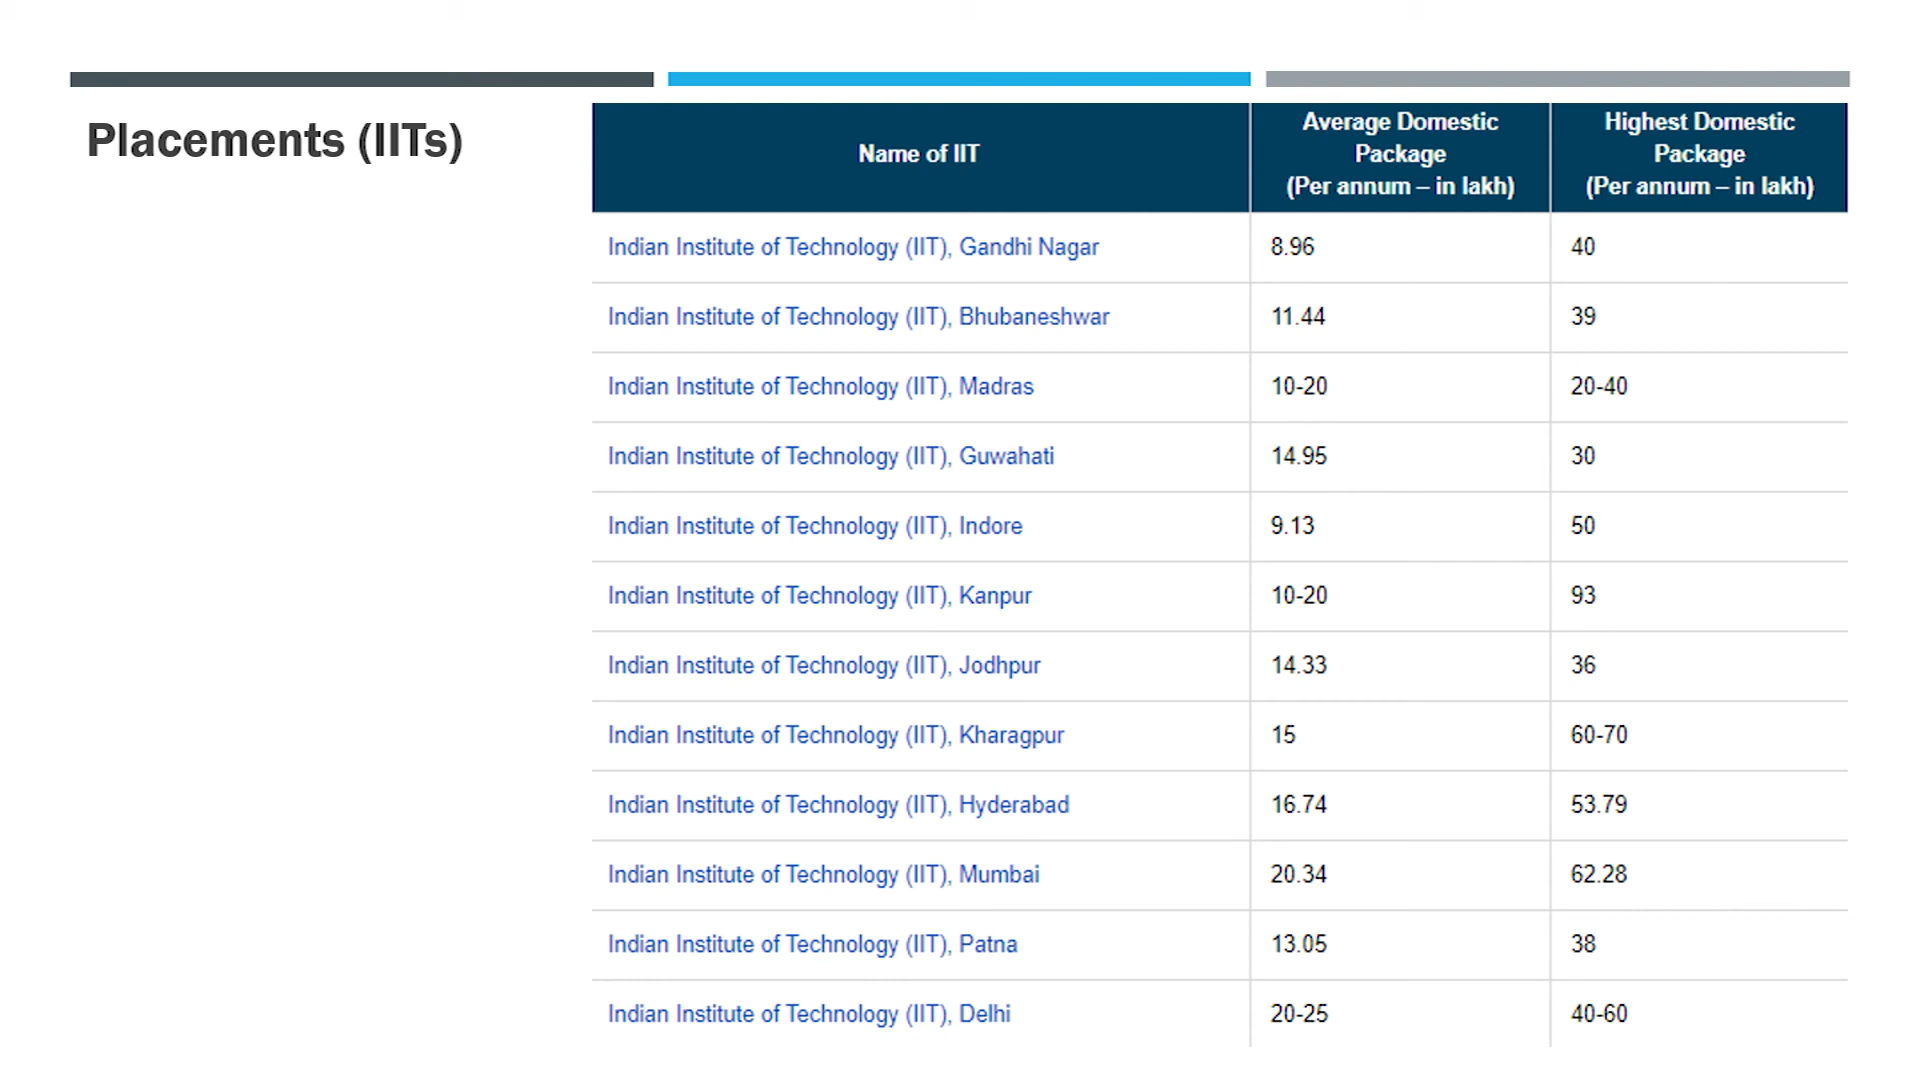 Placements (IITs)
Name of IIT
Average Domestic
Package
(Per annum – in lakh)
Highest Domestic
Package
(Per annum – in lakh)
Indian Institute of Technology (IIT), Gandhi Nagar 8.96 40
Indian Institute of Technology (IIT), Bhubaneshwar 11.44 39
Indian Institute of Technology (IIT), Madras 10-20 20-40
Indian Institute of Technology (IIT), Guwahati 14.95 30
Indian Institute of Technology (IIT), Indore 9.13 50
Indian Institute of Technology (IIT), Kanpur 10-20 93
Indian Institute of Technology (IIT), Jodhpur 14.33 36
Indian Institute of Technology (IIT), Kharagpur 15 60-70
Indian Institute of Technology (IIT), Hyderabad 16.74 53.79
Indian Institute of Technology (IIT), Mumbai 20.34 62.28
Indian Institute of Technology (IIT), Patna 13.05 38
Indian Institute of Technology (IIT), Delhi 20-25 40-60